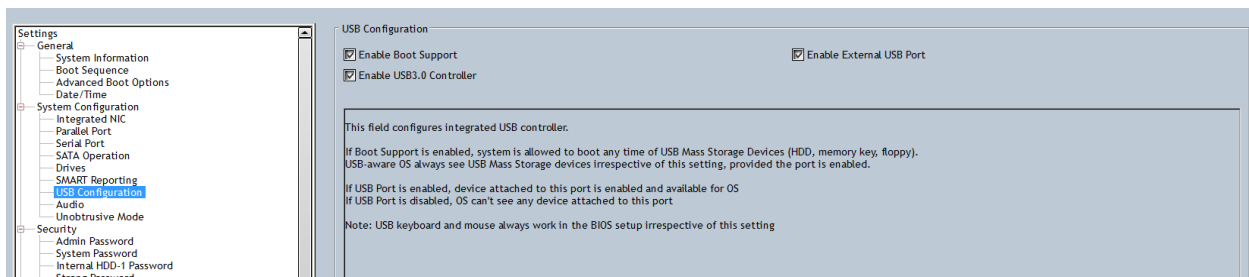 Settings
General
System Information
Boot Sequence
Advanced Boot Options
Date/Time
System Configuration
Integrated NIC
Parallel Port
Serial Port
SATA Operation
Drives
SMART Reporting
USB Configuration
Audio
Unobtrusive Mode
Security
Admin Password
System Password
Internal HDD-1 Password
Strong Password
USB Configuration
Enable Boot Support
Enable External USB Port
Enable USB3.0 Controller
This field configures integrated USB controller.
If Boot Support is enabled, system is allowed to boot any time of USB Mass Storage Devices (HDD, memory key, floppy).
USB-aware OS always see USB Mass Storage devices irrespective of this setting, provided the port is enabled.
If USB Port is enabled, device attached to this port is enabled and available for OS
If USB Port is disabled, OS can't see any device attached to this port
Note: USB keyboard and mouse always work in the BIOS setup irrespective of this setting